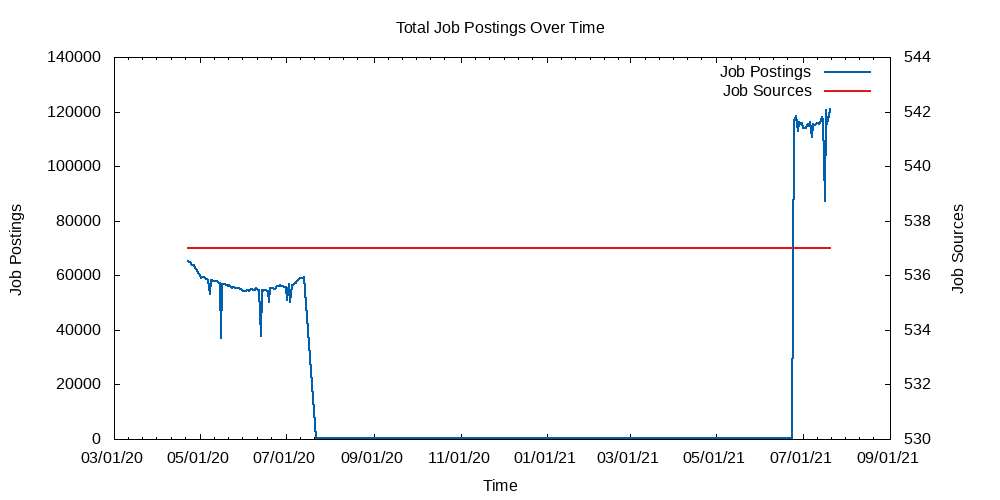 Total Job Postings Over Time
140000
120000
100000
80000
60000
40000
20000
0
Job Postings
544
542
540
538
536
534
532
530
Job Sources
Job Postings
Job Sources
03/01/20 05/01/20 07/01/20 09/01/20 11/01/20 01/01/21 03/01/21 05/01/21 07/01/21 09/01/21
Time